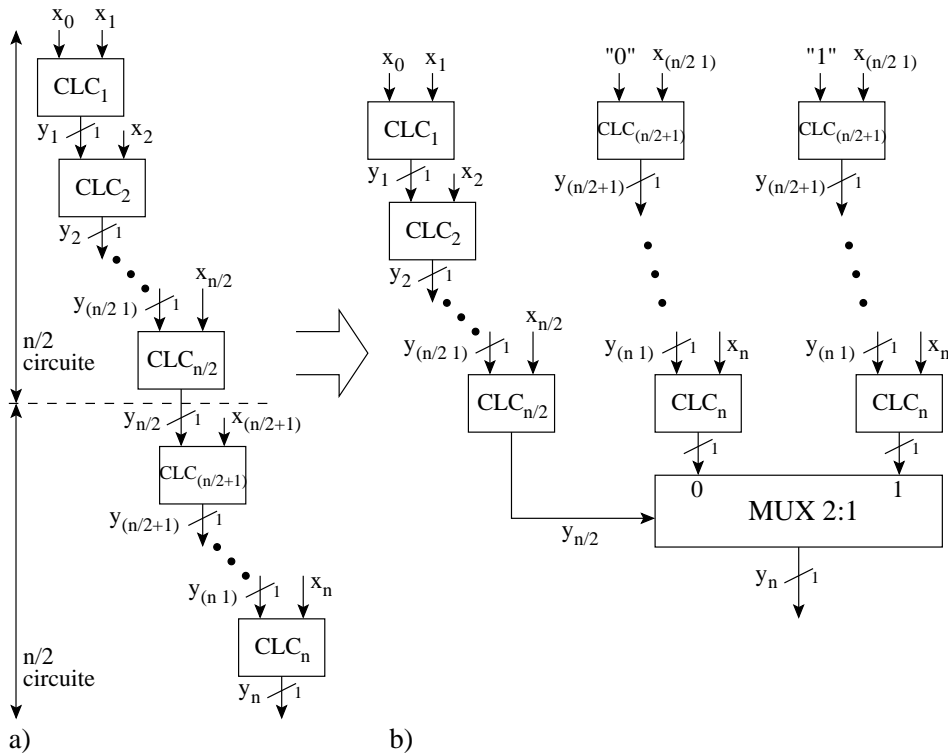 x0 x1
CLC1
y1 1 x2
CLC2
y2 1
y(n/2 1) 1 xn/2
CLCn/2
n/2
circuite
yn/2 1 x(n/2+1)
CLC(n/2+1)
y(n/2+1) 1
y(n 1) 1 xn
CLCn
yn 1
n/2
circuite
a)
x0 x1
CLC1
y1 1 x2
CLC2
y2 1
y(n/2 1) 1 xn/2
CLCn/2
yn/2
"0" x(n/2 1)
CLC(n/2+1)
y(n/2+1) 1
y(n 1) 1 xn
CLCn
1
"1" x(n/2 1)
CLC(n/2+1)
y(n/2+1) 1
y(n 1) 1 xn
CLCn
1
0 1
MUX 2:1
yn 1
b)